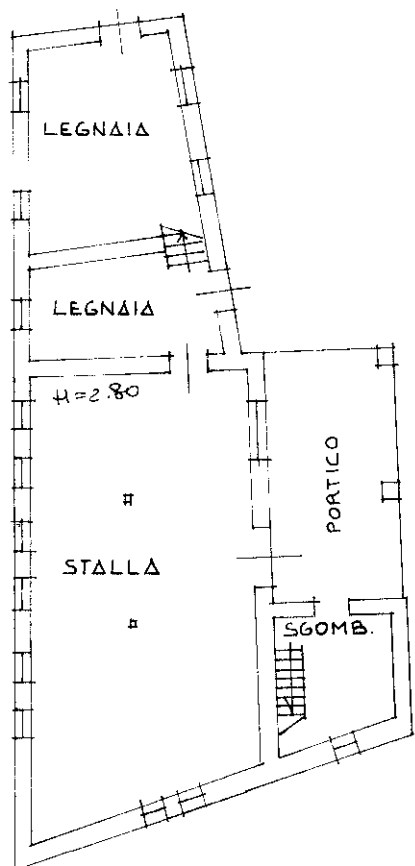 LEGNAIA
LEGNAIA
H=2.80
PORTICO
STALLA
SGOMB.